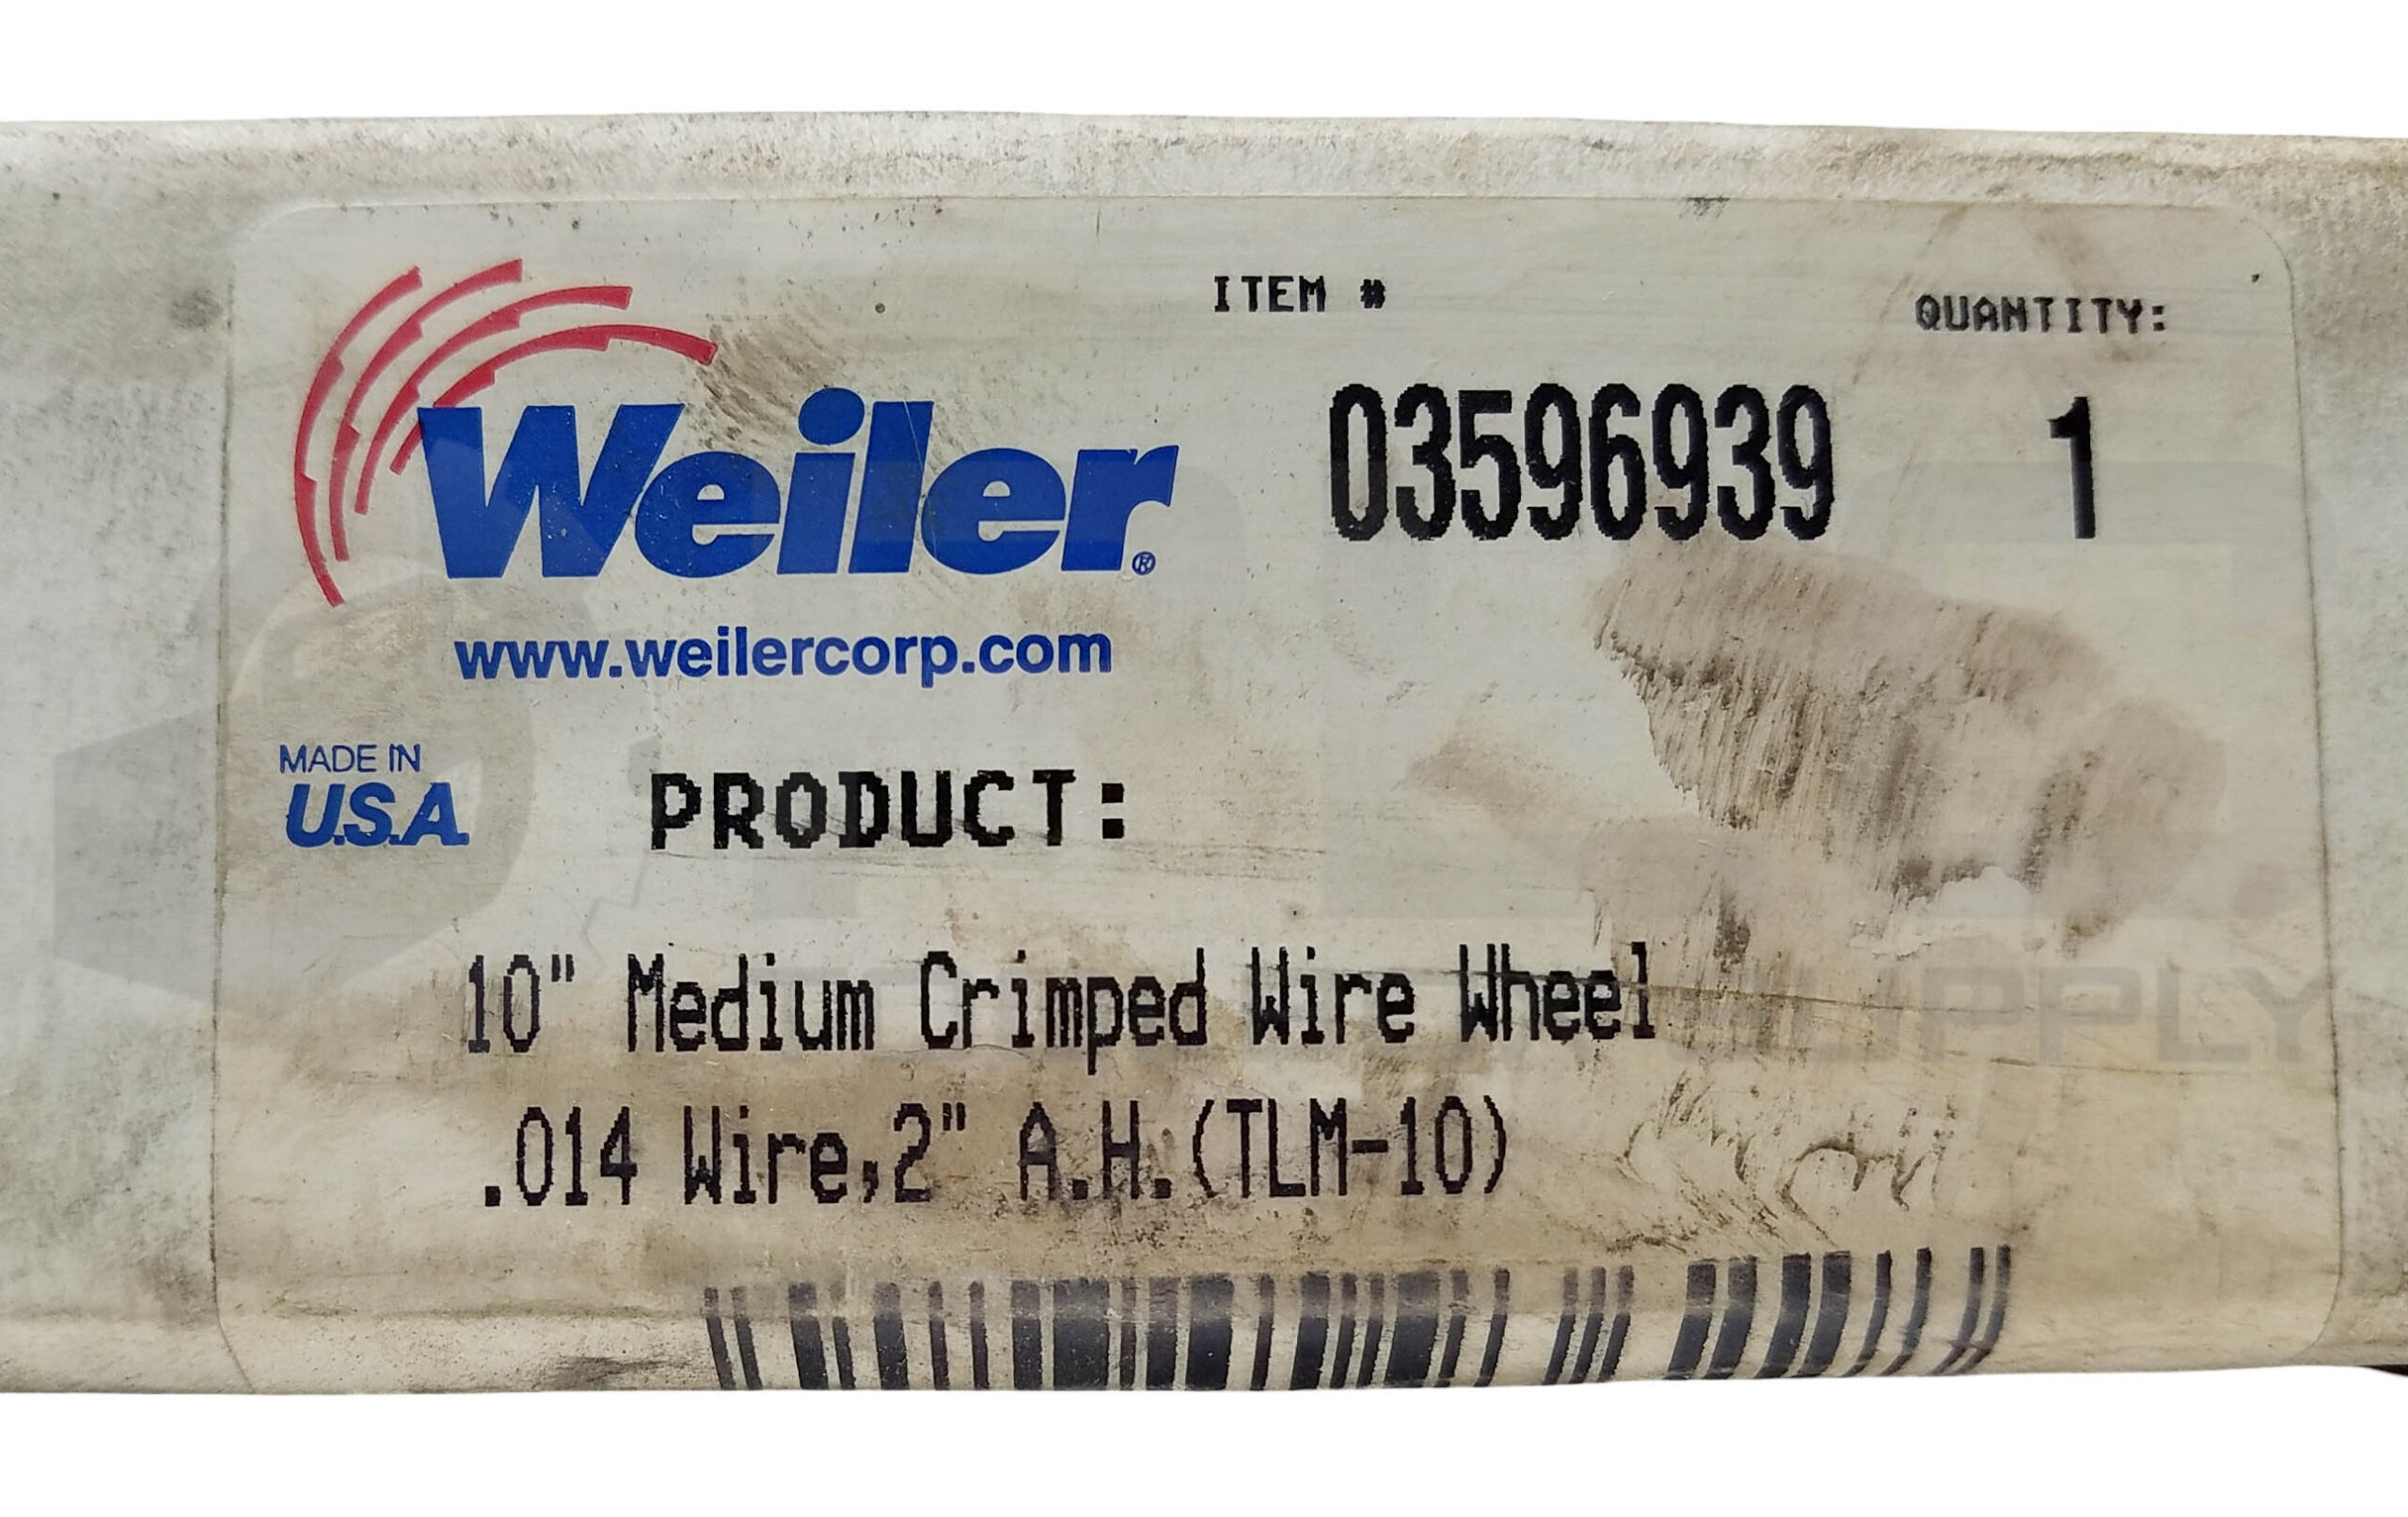 Weiler®
www.weilercorp.com
ITEM #
03596939
QUANTITY:
1
MADE IN
U.S.A.
PRODUCT:
10" Medium Crimped Wire Wheel
.014 Wire,2" A.H.(TLM-10)
SUPPLY